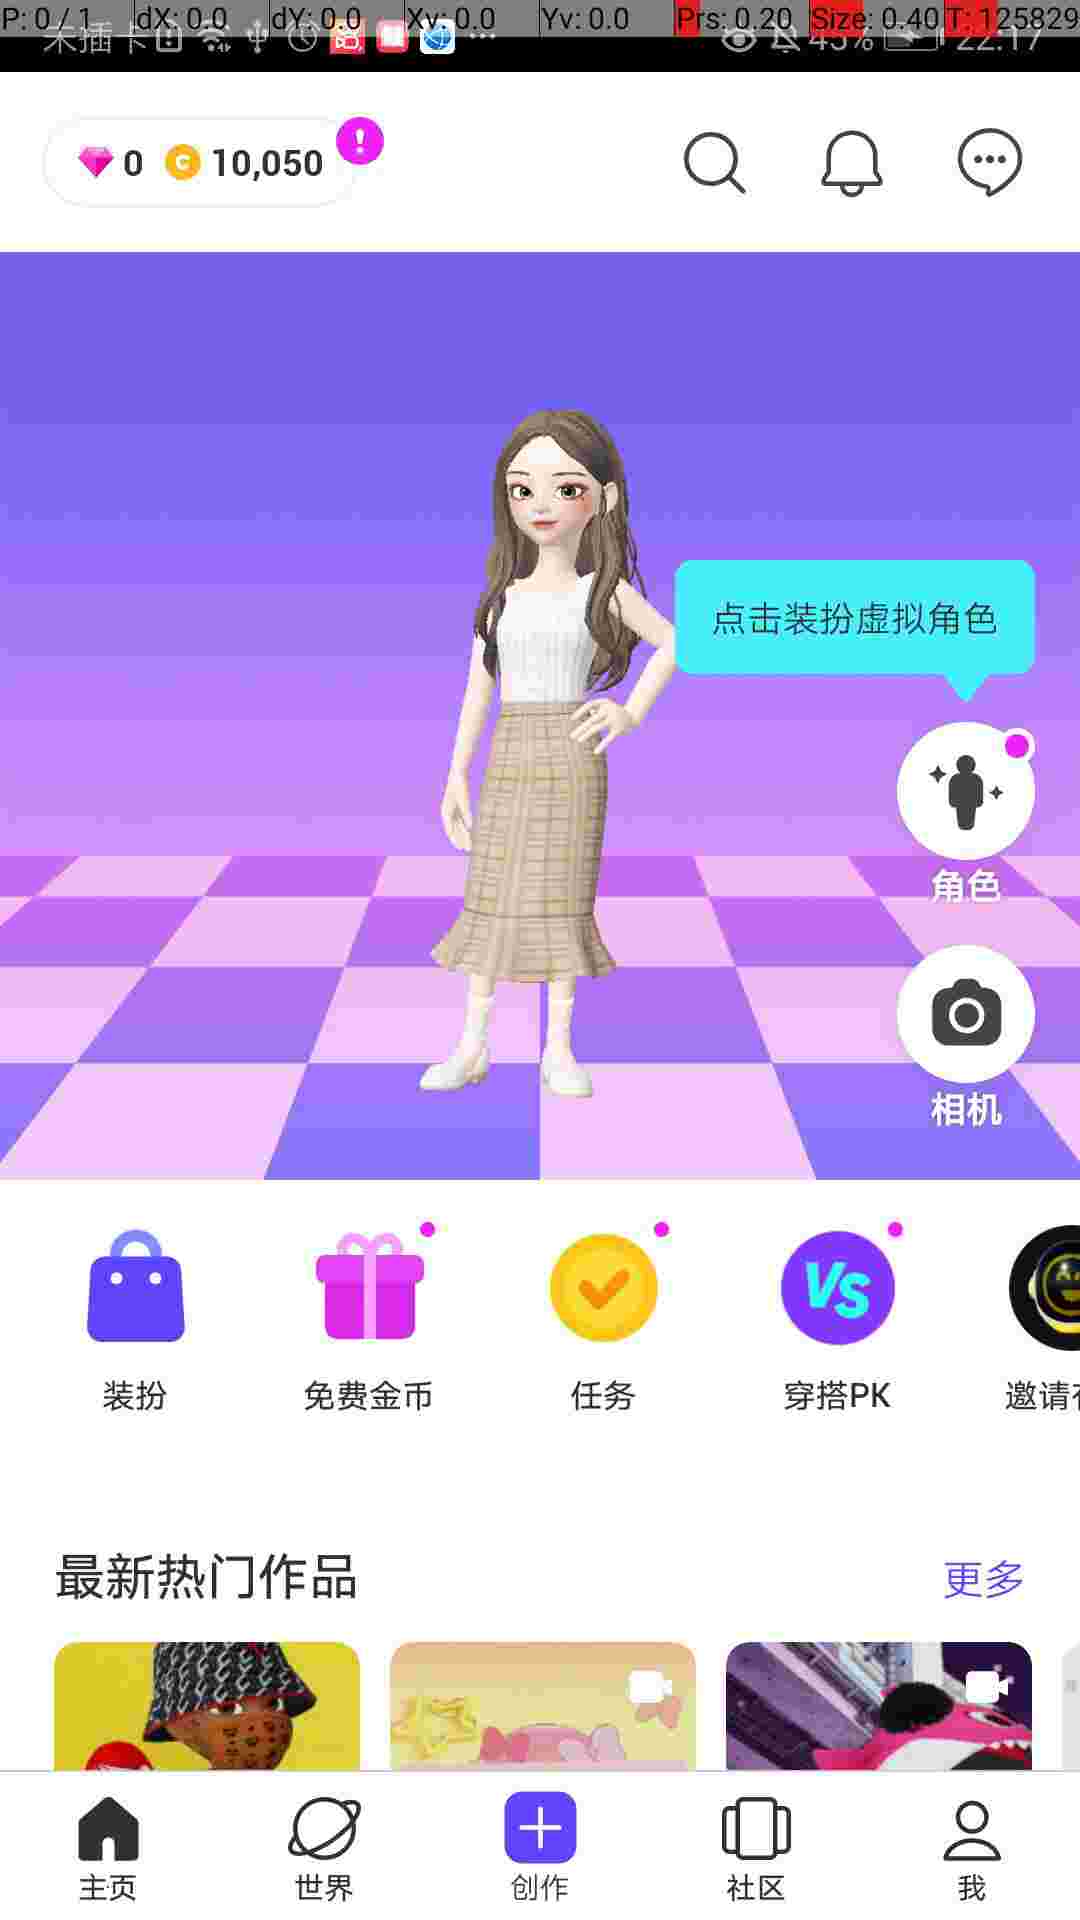 P: 0 / 1 dX: 0.0 dY: 0.0 Xv: 0.0 Yv: 0.0 Prs: 0.20 Size: 0.40 T: 125829
未插卡 45% 22:17
0 10,050
点击装扮虚拟角色
角色
相机
装扮 免费金币 任务 穿搭PK 邀请
VS
最新热门作品 更多
主页 世界 创作 社区 我